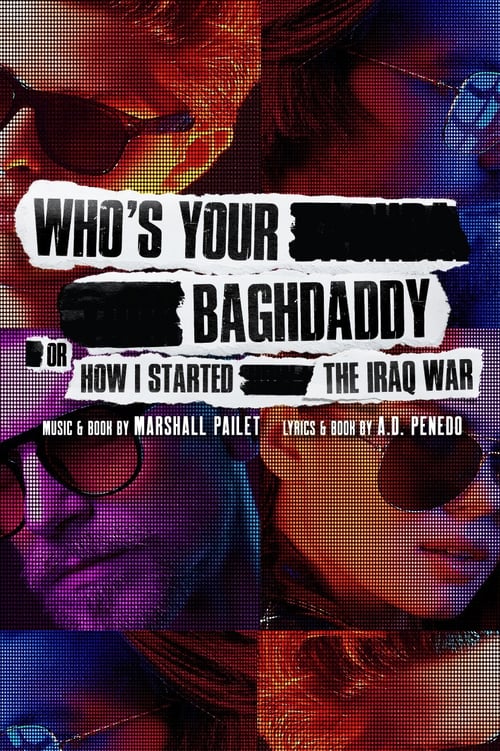 WHO'S YOUR
BAGHDADDY
OR
HOW I STARTED THE IRAQ WAR
MUSIC & BOOK BY MARSHALL PAILET LYRICS & BOOK BY A.D. PENEDO